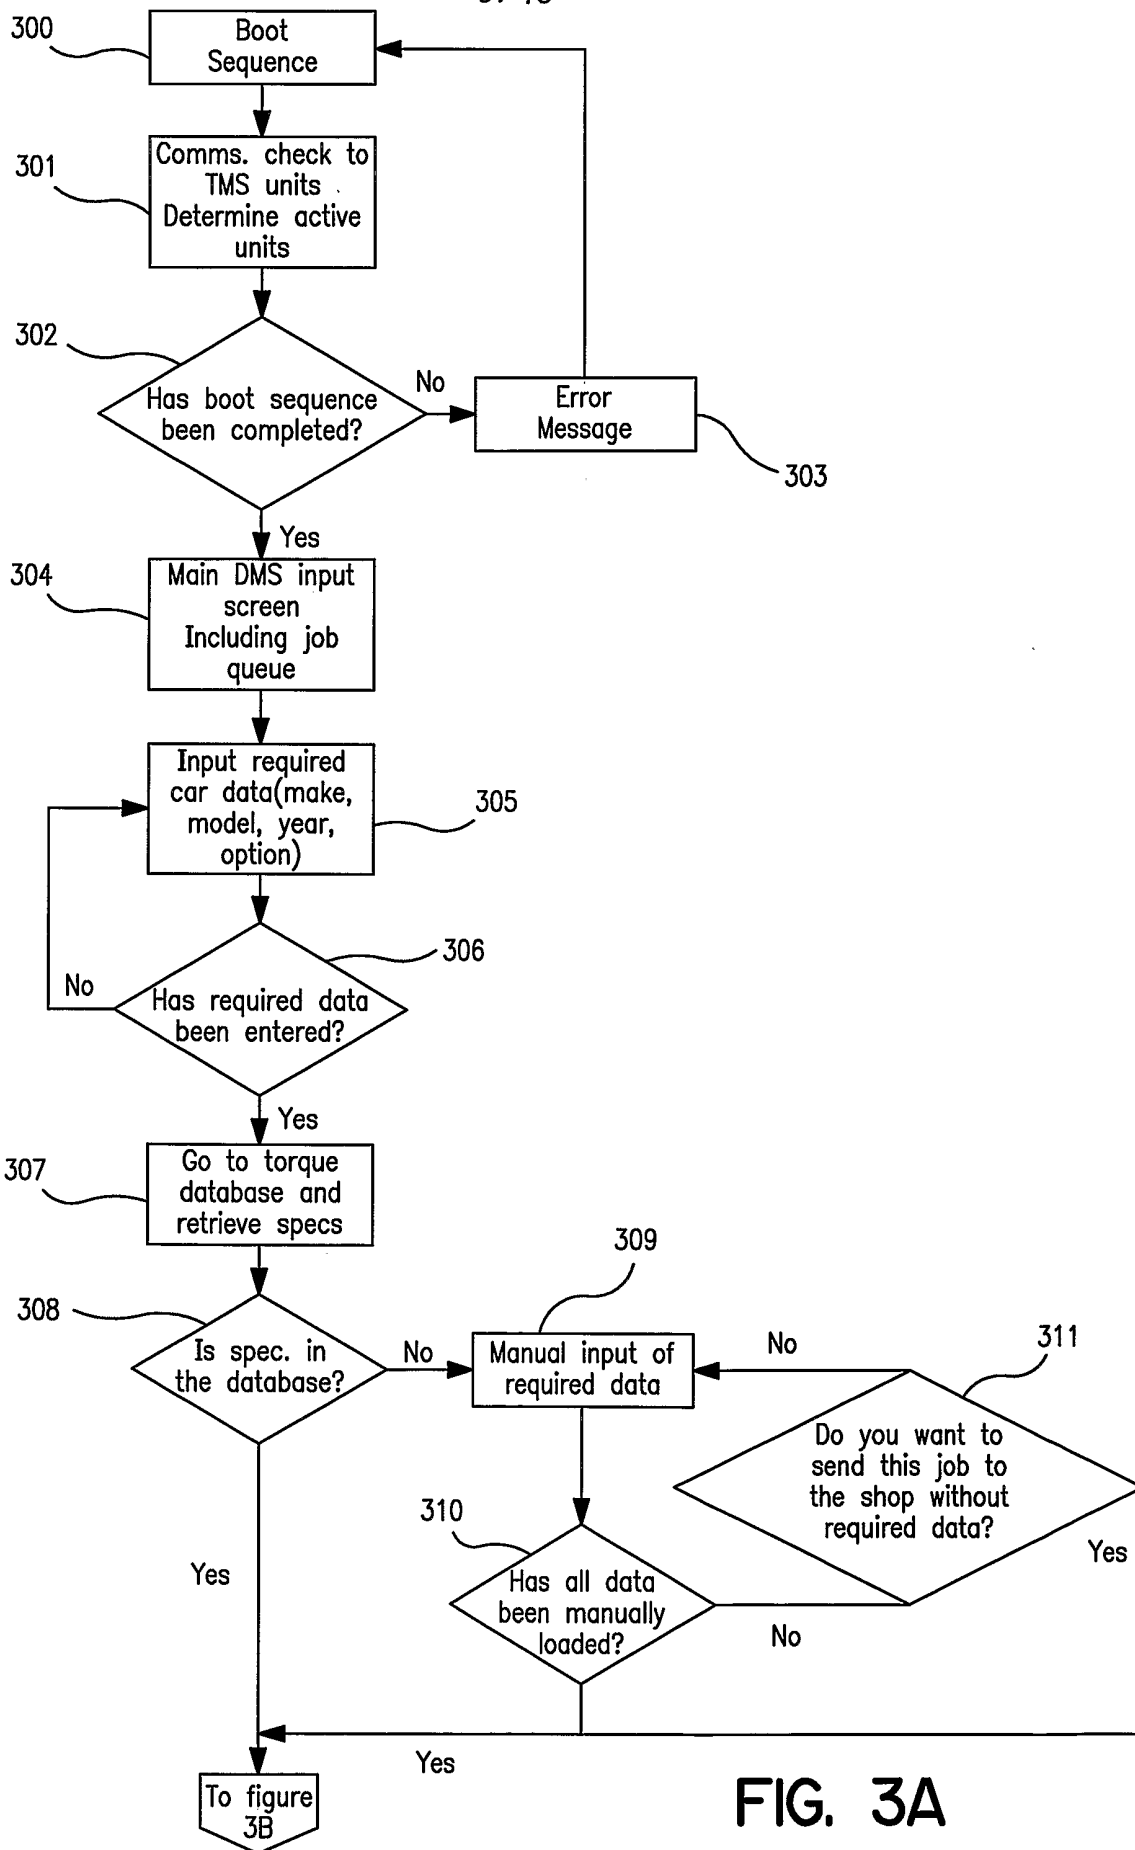 300
Boot
Sequence
301
Comms. check to
TMS units
Determine active
units
302
Has boot sequence
been completed?
No
Error
Message
303
Yes
304
Main DMS input
screen
Including job
queue
Input required
car data(make,
model, year,
option)
305
306
No
Has required data
been entered?
Yes
307
Go to torque
database and
retrieve specs
308
Is spec. in
the database?
No
309
Manual input of
required data
No
311
Do you want to
send this job to
the shop without
required data?
Yes
310
Has all data
been manually
loaded?
No
Yes
Yes
To figure
3B
FIG. 3A